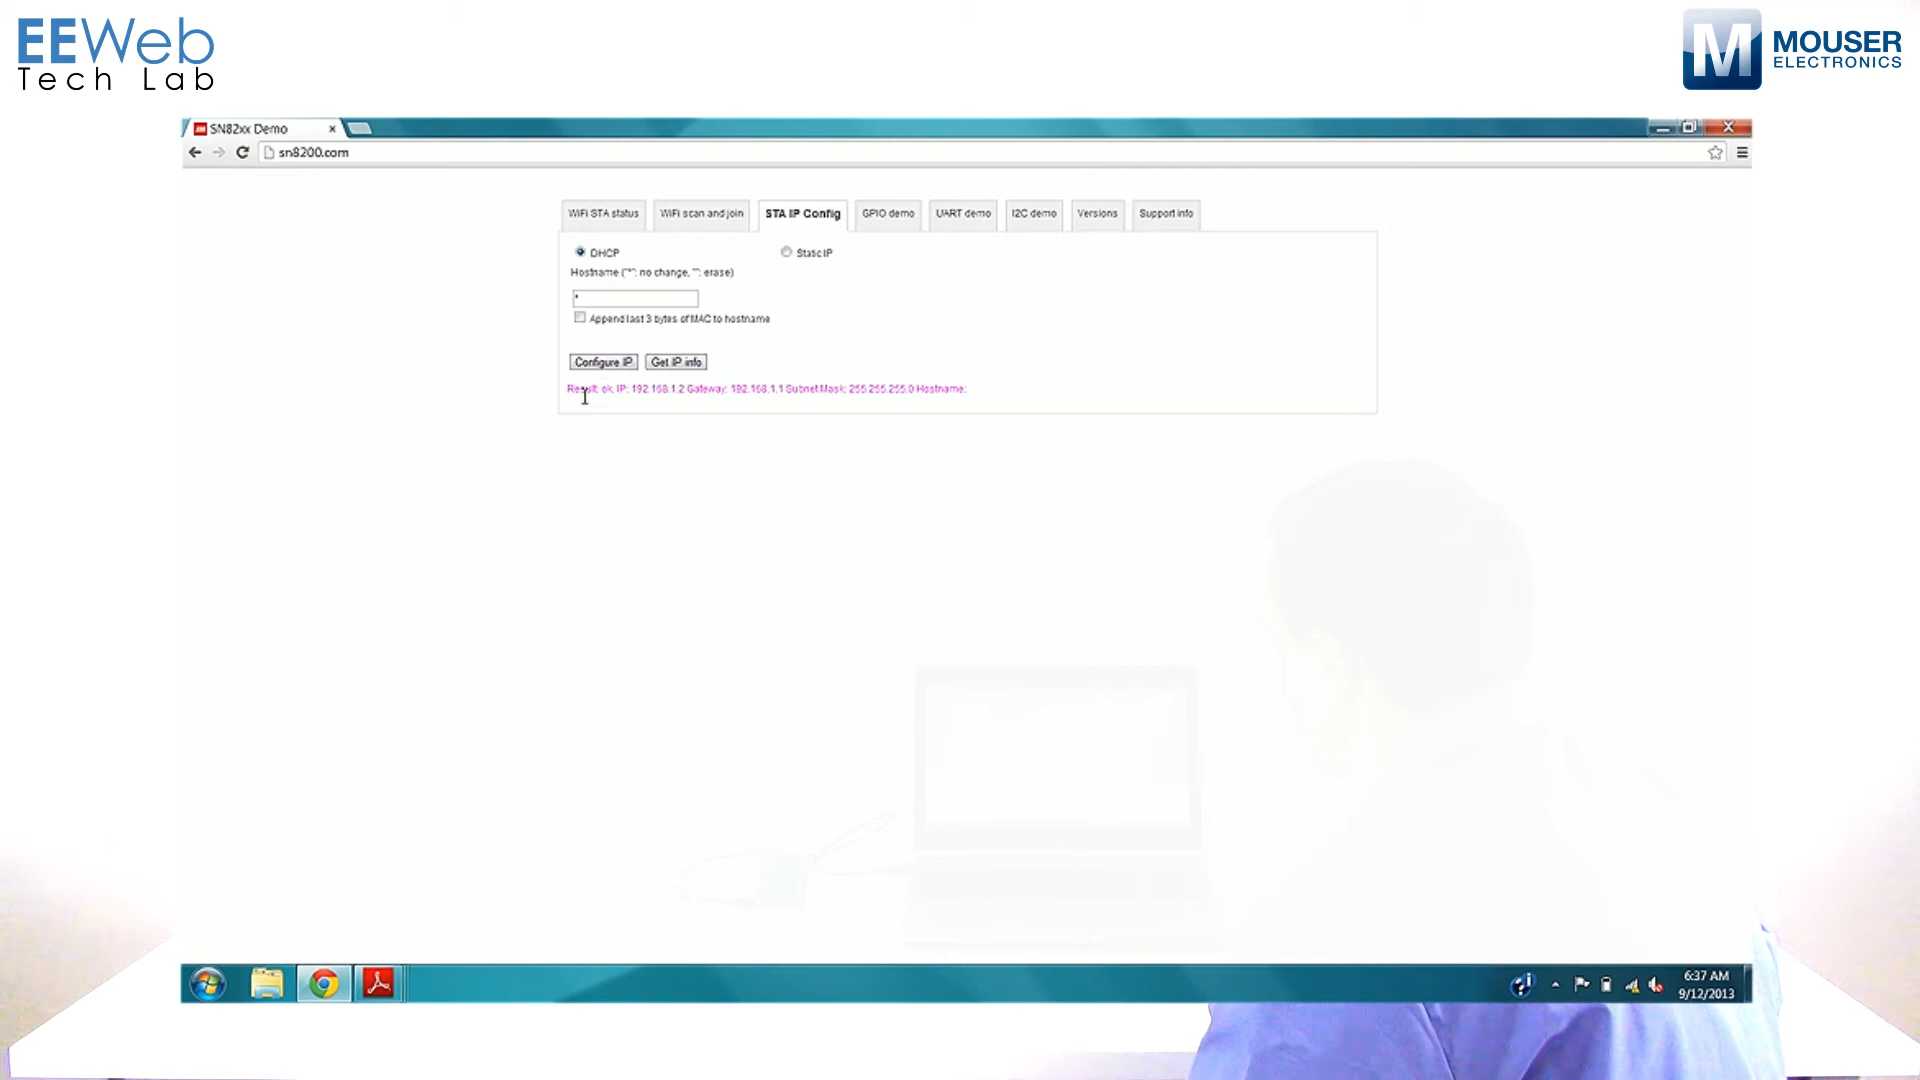 EEWeb
Tech Lab
M MOUSER
ELECTRONICS
SN82xx Demo
sn8200.com
WiFi STA status WiFi scan and join STA IP Config GPIO demo UART demo I2C demo Versions Support info
DHCP Static IP
Hostname ("*": no change, "": erase)
*
Append last 3 bytes of MAC to hostname
Configure IP Get IP info
Result: ok, IP: 192.168.1.2 Gateway: 192.168.1.1 Subnet Mask: 255.255.255.0 Hostname:
6:37 AM
9/12/2013